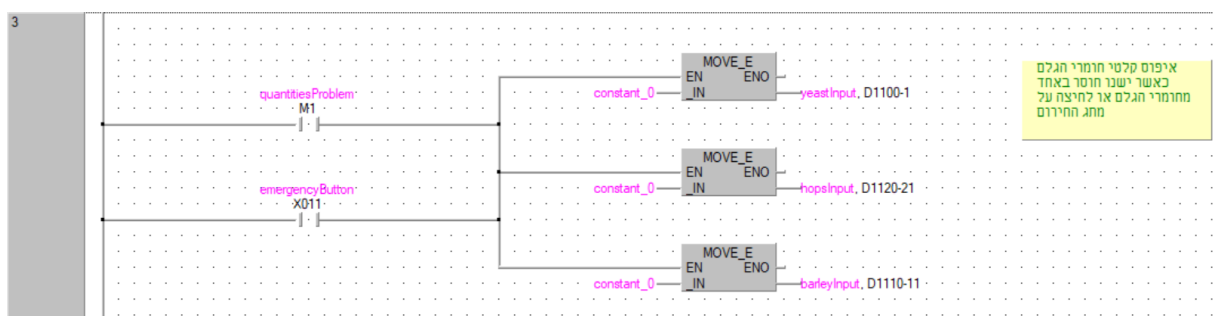 3
MOVE_E
EN ENO
quantitiesProblem
constant_0 _IN yeastInput, D1100-1
M1
MOVE_E
EN ENO
emergencyButton
constant_0 _IN hopsInput, D1120-21
X011
MOVE_E
EN ENO
constant_0 _IN barleyInput, D1110-11
איפוס קלטי חומרי הגלם
כאשר ישנו חוסר באחד
מחומרי הגלם או לחיצה על
מתג החירום